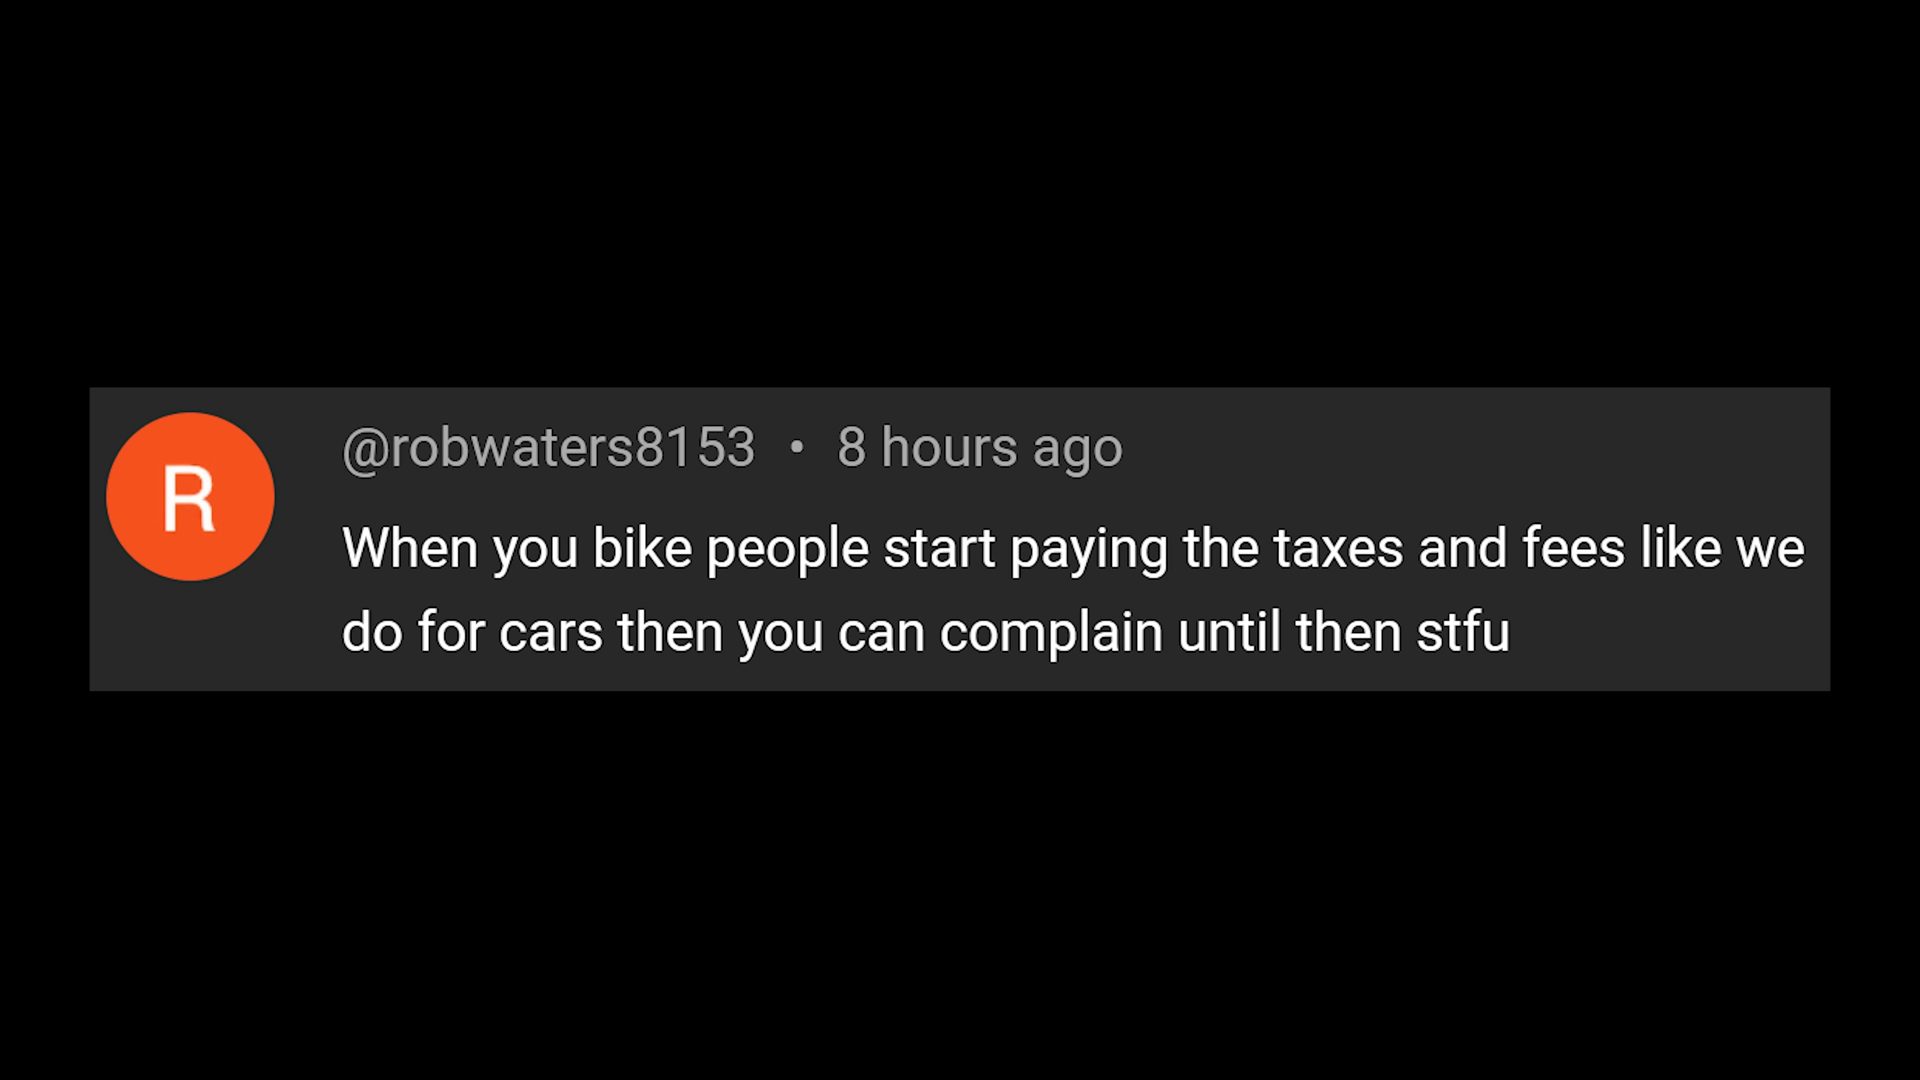 R
@robwaters8153 • 8 hours ago
When you bike people start paying the taxes and fees like we
do for cars then you can complain until then stfu